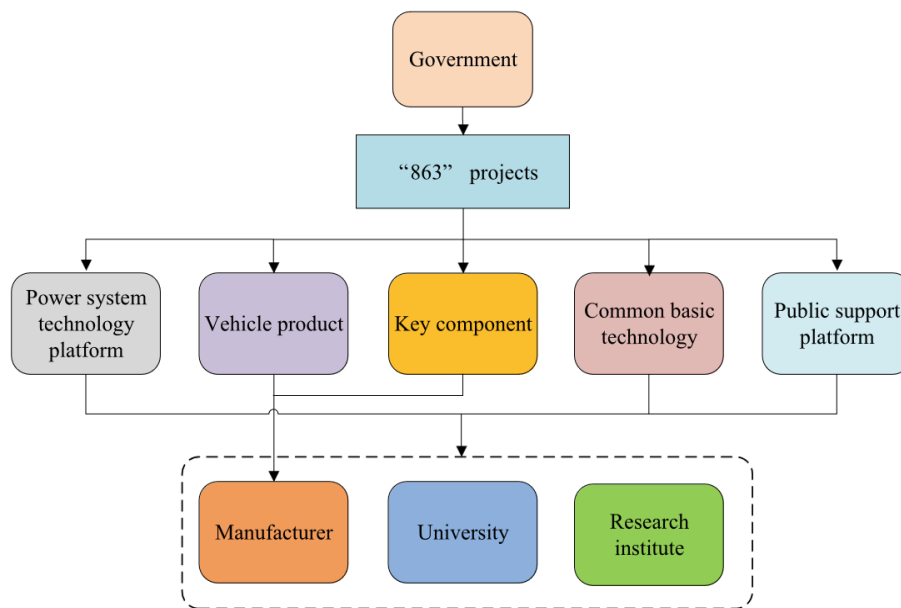 Government
“863” projects
Power system
technology
platform
Vehicle product
Key component
Common basic
technology
Public support
platform
Manufacturer
University
Research
institute